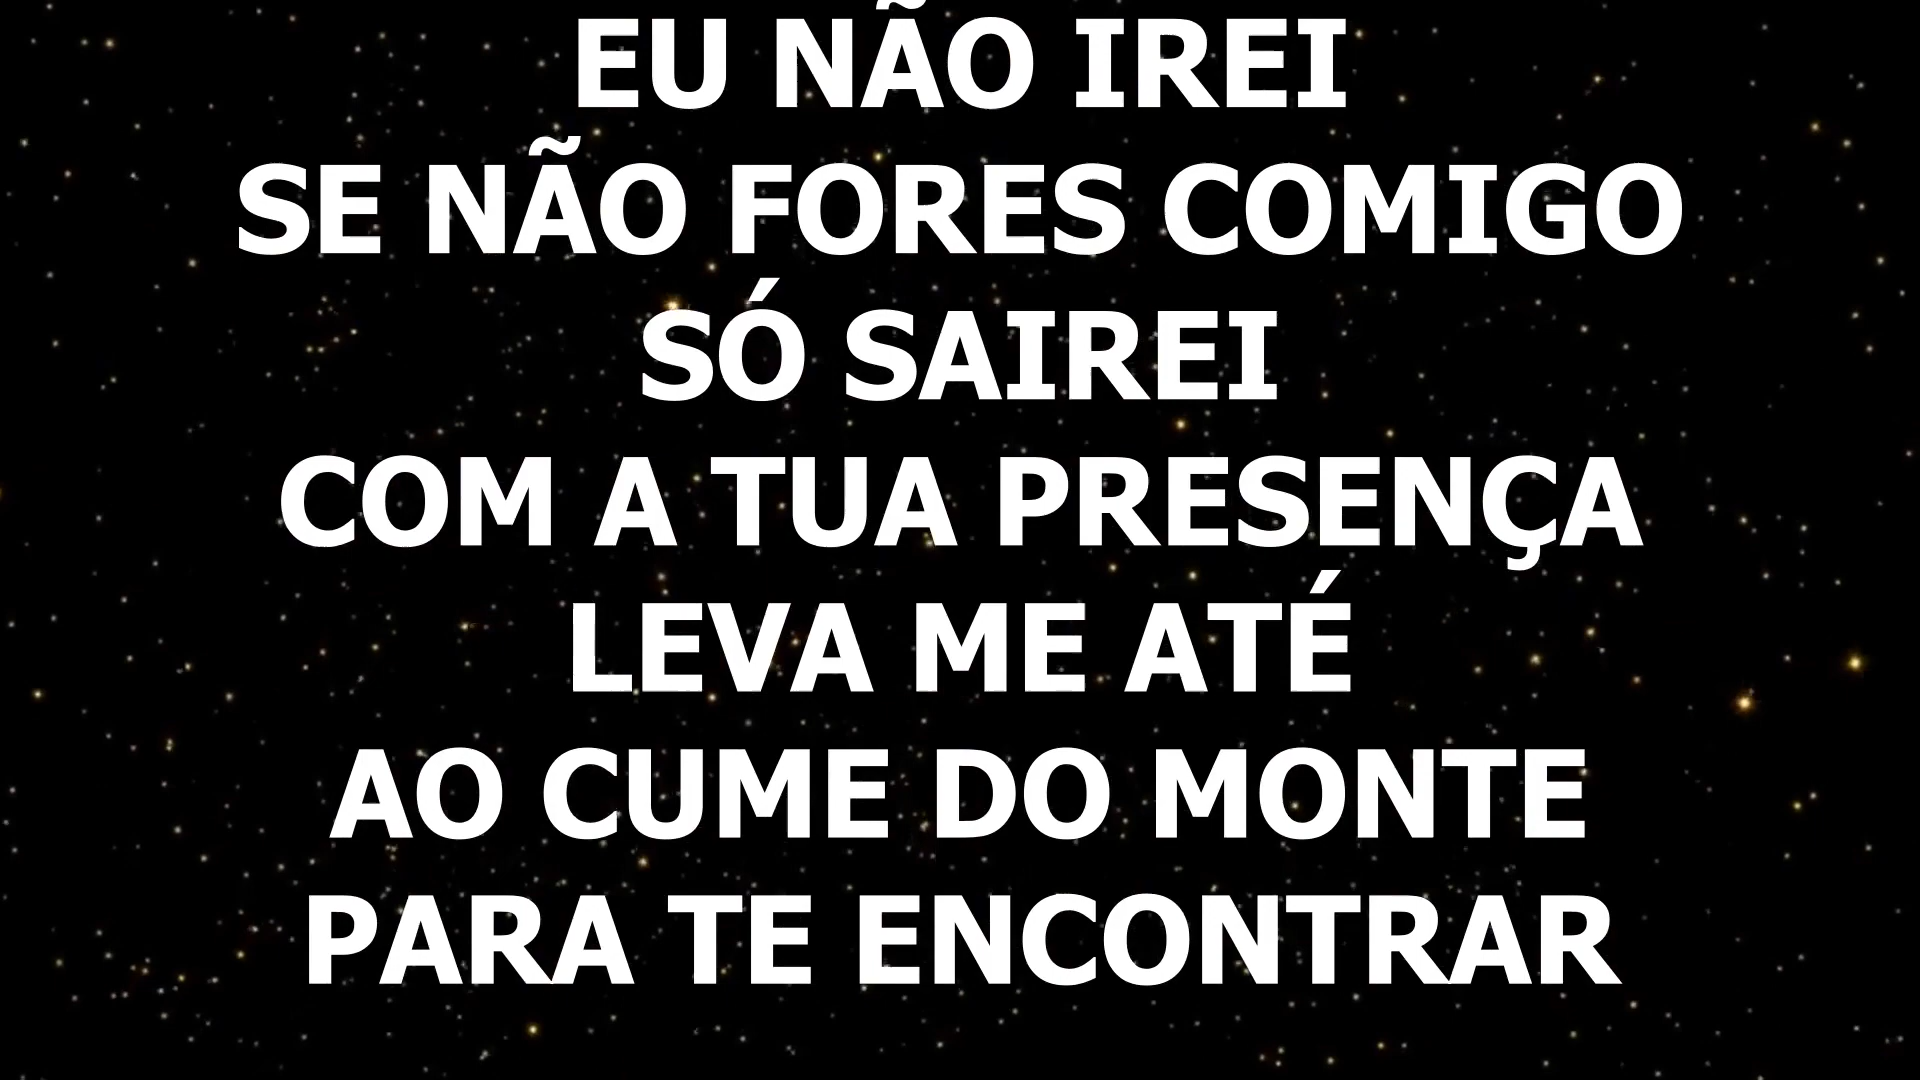 EU NÃO IREI
SE NÃO FORES COMIGO
SÓ SAIREI
COM A TUA PRESENÇA
LEVA ME ATÉ
AO CUME DO MONTE
PARA TE ENCONTRAR